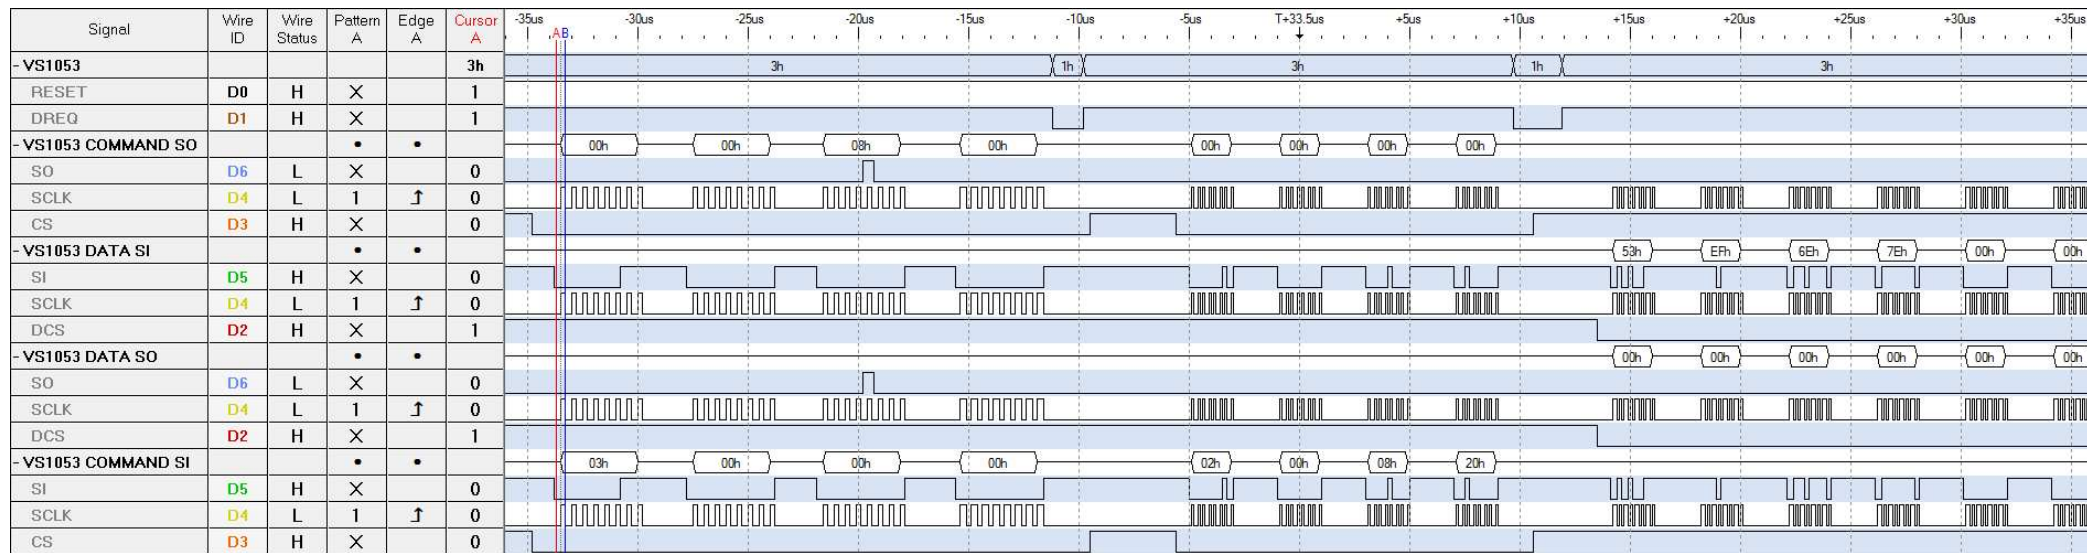 Signal Wire ID Wire Status Pattern A Edge A Cursor A -35us -30us -25us -20us -15us -10us -5us T+33.5us +5us +10us +15us +20us +25us +30us +35us
A B
- VS1053 3h 3h 1h 3h 1h 3h
RESET D0 H X 1
DREQ D1 H X 1
- VS1053 COMMAND SO • • 00h 00h 08h 00h 00h 00h 00h 00h
SO D6 L X 0
SCLK D4 L 1 ↑ 0
CS D3 H X 0
- VS1053 DATA SI • • 53h EFh 6Eh 7Eh 00h 00h
SI D5 H X 0
SCLK D4 L 1 ↑ 0
DCS D2 H X 1
- VS1053 DATA SO • • 00h 00h 00h 00h 00h 00h
SO D6 L X 0
SCLK D4 L 1 ↑ 0
DCS D2 H X 1
- VS1053 COMMAND SI • • 03h 00h 00h 00h 02h 00h 08h 20h
SI D5 H X 0
SCLK D4 L 1 ↑ 0
CS D3 H X 0